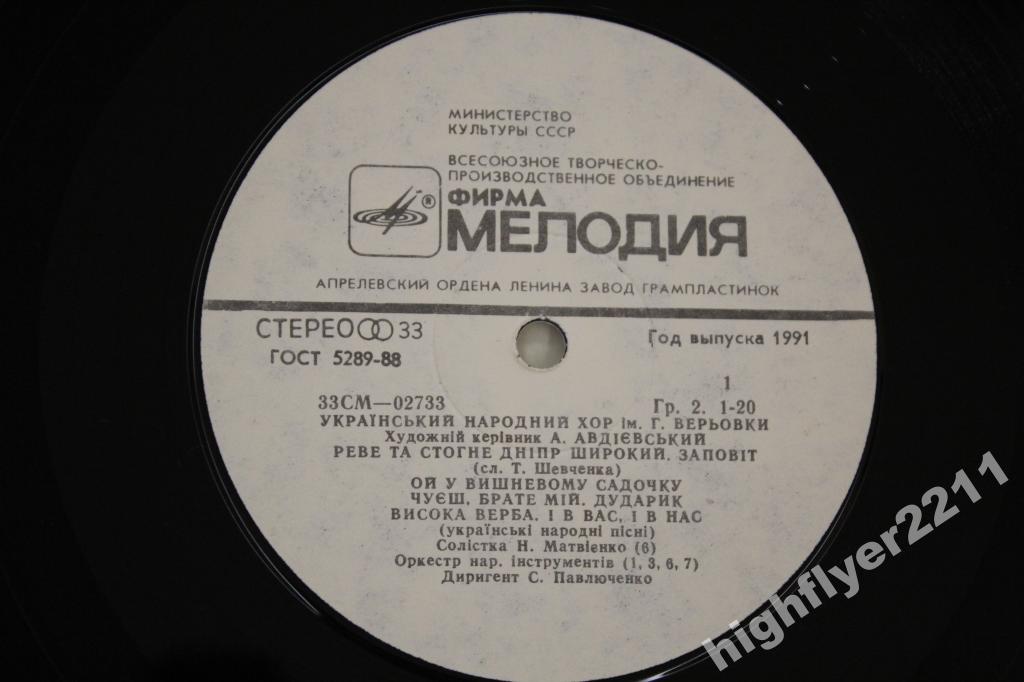 МИНИСТЕРСТВО
КУЛЬТУРЫ СССР
ВСЕСОЮЗНОЕ ТВОРЧЕСКО-
ПРОИЗВОДСТВЕННОЕ ОБЪЕДИНЕНИЕ
ФИРМА
®
МЕЛОДИЯ
АПРЕЛЕВСКИЙ ОРДЕНА ЛЕНИНА ЗАВОД ГРАМПЛАСТИНОК
СТЕРЕО 33
Год выпуска 1991
ГОСТ 5289-88
1
33СМ—02733 Гр. 2. 1-20
УКРАЇНСЬКИЙ НАРОДНИЙ ХОР ім. Г. ВЕРЬОВКИ
Художній керівник А. АВДІЄВСЬКИЙ
РЕВЕ ТА СТОГНЕ ДНІПР ШИРОКИЙ. ЗАПОВІТ
(сл. Т. Шевченка)
ОЙ У ВИШНЕВОМУ САДОЧКУ
ЧУЄШ, БРАТЕ МІЙ. ДУДАРИК
ВИСОКА ВЕРБА. І В ВАС, І В НАС
(українські народні пісні)
Солістка Н. Матвієнко (6)
Оркестр нар. інструментів (1, 3, 6, 7)
Диригент С. Павлюченко
highflyer2211